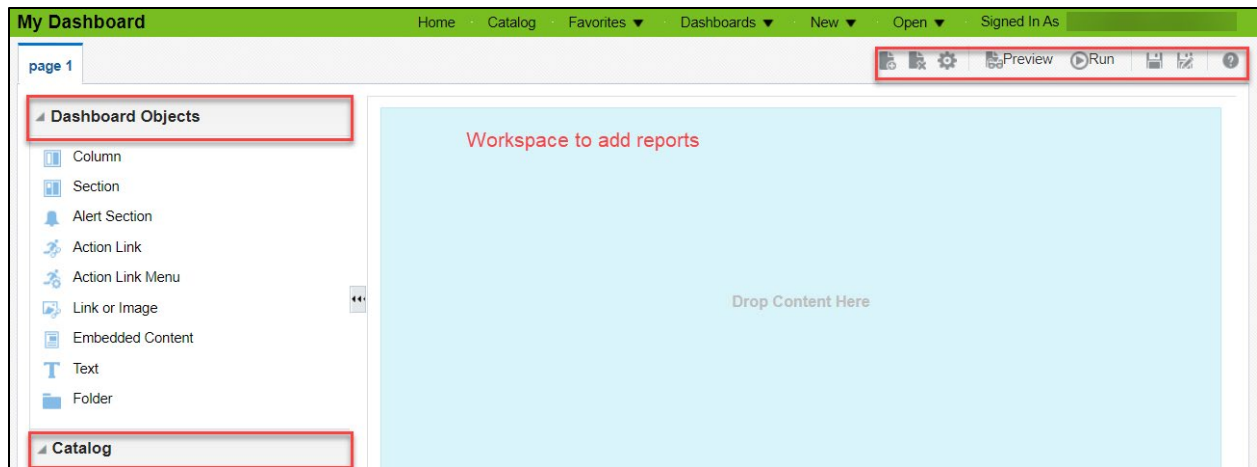 My Dashboard Home Catalog Favorites ▼ Dashboards ▼ New ▼ Open ▼ Signed In As
page 1 Preview Run
Dashboard Objects
Workspace to add reports
Column
Section
Alert Section
Action Link
Action Link Menu
Link or Image
Drop Content Here
Embedded Content
Text
Folder
Catalog